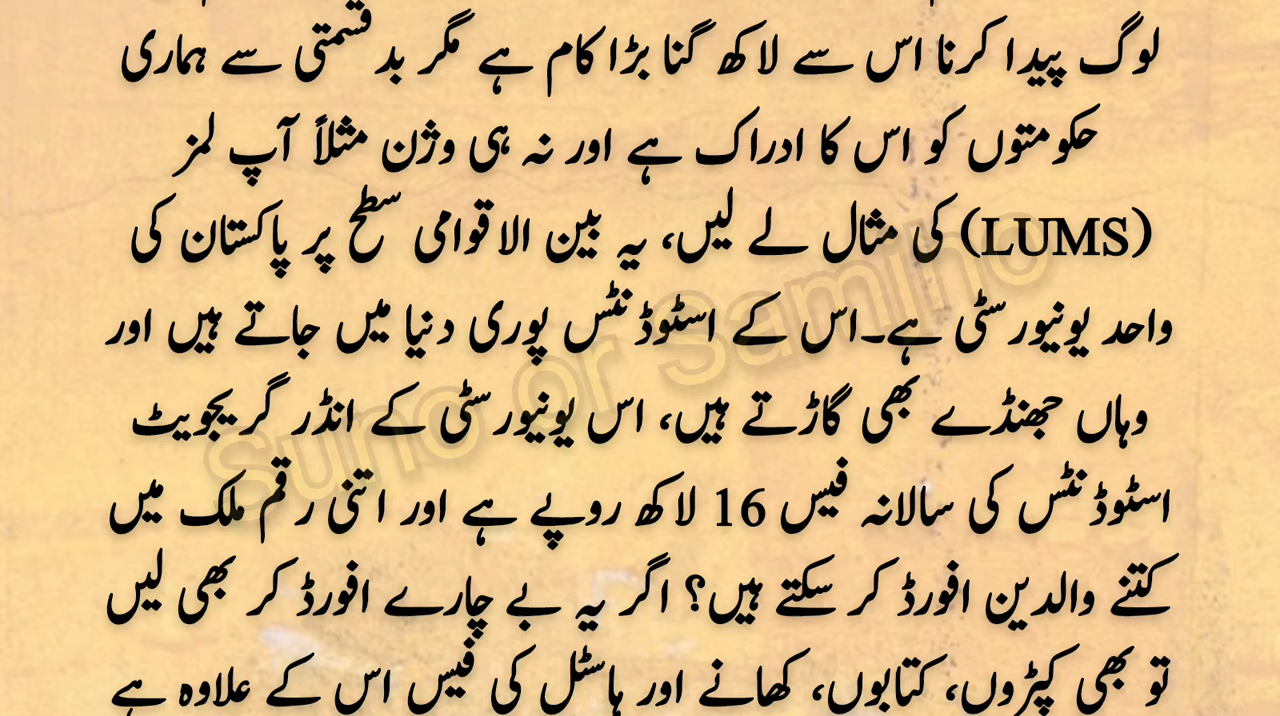 لوگ پیدا کرنا اس سے لاکھ گنا بڑا کام ہے مگر بدقسمتی سے ہماری
حکومتوں کو اس کا ادراک ہے اور نہ ہی وژن مثلاً آپ لمز
(LUMS) کی مثال لے لیں، یہ بین الاقوامی سطح پر پاکستان کی
واحد یونیورسٹی ہے۔اس کے اسٹوڈنٹس پوری دنیا میں جاتے ہیں اور
وہاں جھنڈے بھی گاڑتے ہیں، اس یونیورسٹی کے انڈر گریجویٹ
اسٹوڈنٹس کی سالانہ فیس 16 لاکھ روپے ہے اور اتنی رقم ملک میں
کتنے والدین افورڈ کر سکتے ہیں؟ اگر یہ بے چارے افورڈ کر بھی لیں
تو بھی کپڑوں، کتابوں، کھانے اور ہاسٹل کی فیس اس کے علاوہ ہے
Suno or Samjho